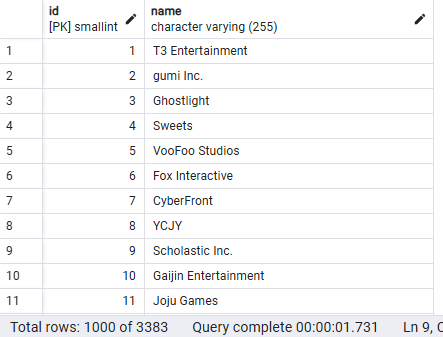 id name
[PK] smallint character varying (255)
1 1 T3 Entertainment
2 2 gumi Inc.
3 3 Ghostlight
4 4 Sweets
5 5 VooFoo Studios
6 6 Fox Interactive
7 7 CyberFront
8 8 YCJY
9 9 Scholastic Inc.
10 10 Gaijin Entertainment
11 11 Joju Games
Total rows: 1000 of 3383 Query complete 00:00:01.731 Ln 9, C